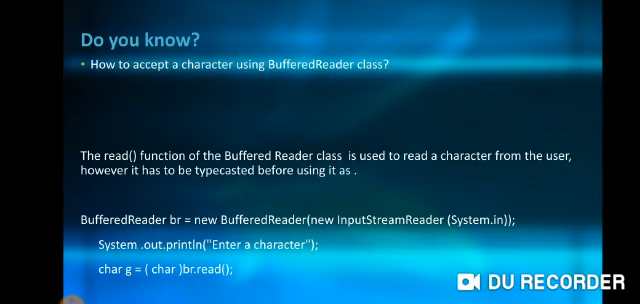 Do you know?
• How to accept a character using BufferedReader class?
The read() function of the Buffered Reader class is used to read a character from the user,
however it has to be typecasted before using it as .
BufferedReader br = new BufferedReader(new InputStreamReader (System.in));
System .out.println("Enter a character");
char g = ( char )br.read();
DU RECORDER